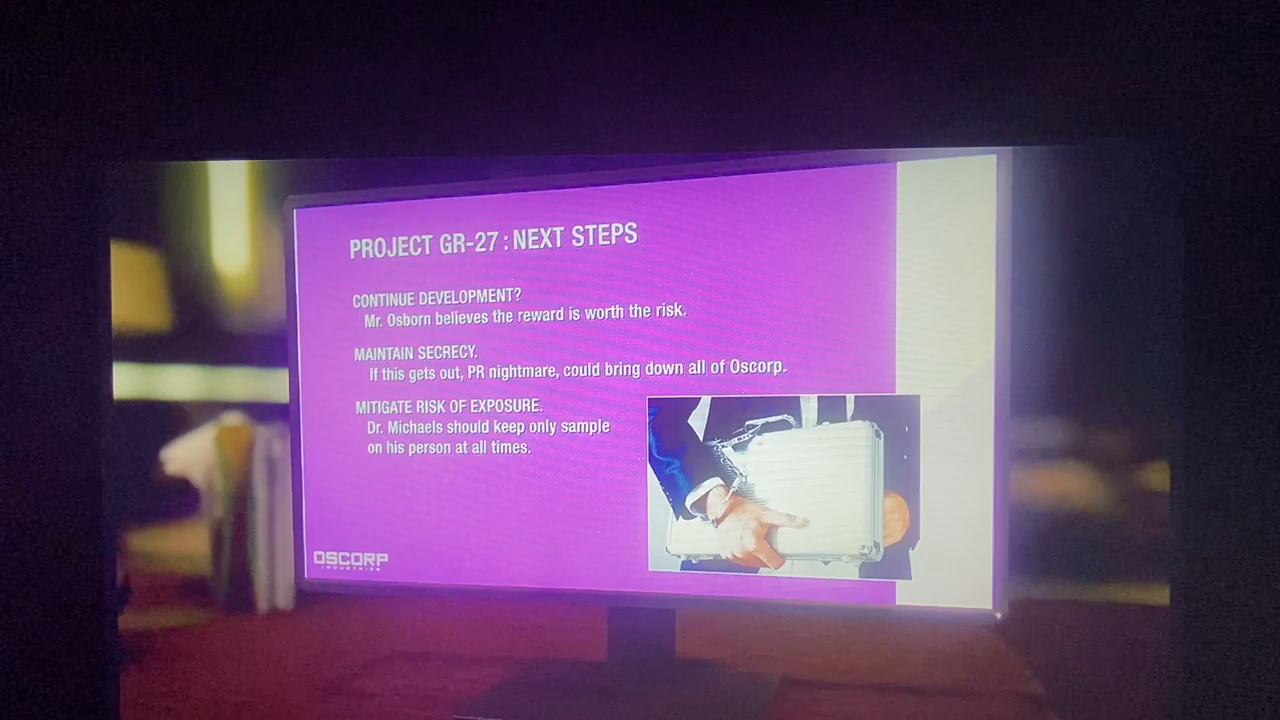 PROJECT GR-27 : NEXT STEPS
CONTINUE DEVELOPMENT?
Mr. Osborn believes the reward is worth the risk.
MAINTAIN SECRECY.
If this gets out, PR nightmare, could bring down all of Oscorp.
MITIGATE RISK OF EXPOSURE.
Dr. Michaels should keep only sample
on his person at all times.
OSCORP
INDUSTRIES